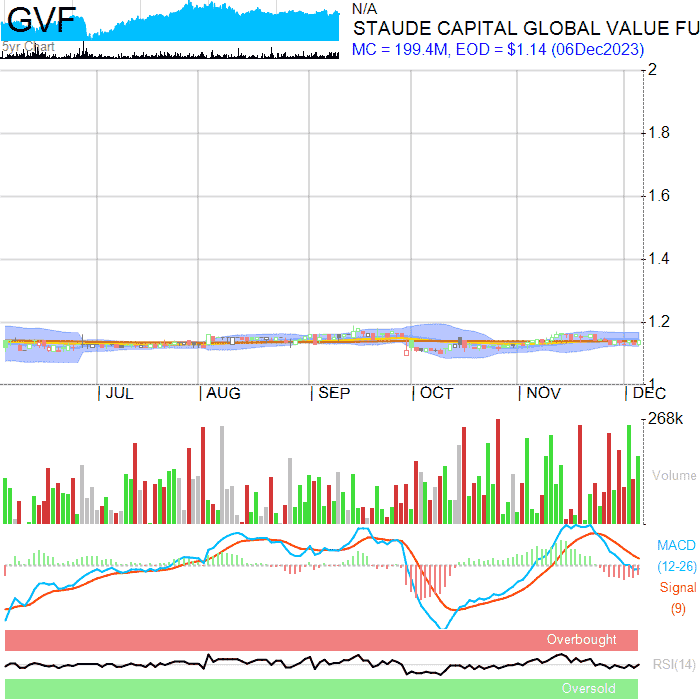 GVF
5yr Chart
N/A
STAUDE CAPITAL GLOBAL VALUE FU
MC = 199.4M, EOD = $1.14 (06Dec2023)
2
1.8
1.6
1.4
1.2
1
JUL AUG SEP OCT NOV DEC
268k
Volume
MACD
(12-26)
Signal
(9)
Overbought
RSI(14)
Oversold